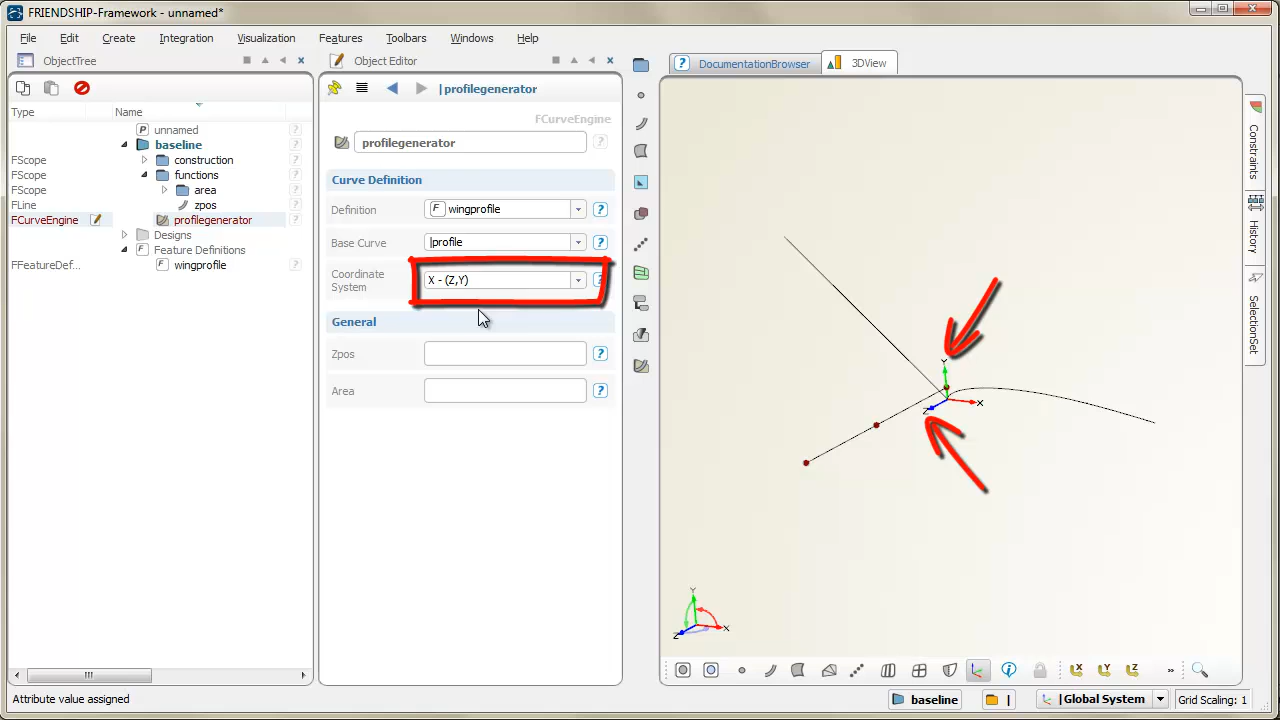 FRIENDSHIP-Framework - unnamed*
File Edit Create Integration Visualization Features Toolbars Windows Help
ObjectTree
Object Editor
DocumentationBrowser
3DView
|profilegenerator
Type Name
FCurveEngine
unnamed
profilegenerator
baseline
FScope construction
Curve Definition
FScope functions
FScope area
Definition F wingprofile
FLine zpos
FCurveEngine profilegenerator
Designs
Base Curve |profile
Feature Definitions
FFeatureDef... F wingprofile
Coordinate
System
X - (Z,Y)
General
Zpos
Area
Y
X
Z
Y
X
Z
Constraints
History
SelectionSet
X Y Z »
Attribute value assigned
baseline
|
|Global System
Grid Scaling: 1